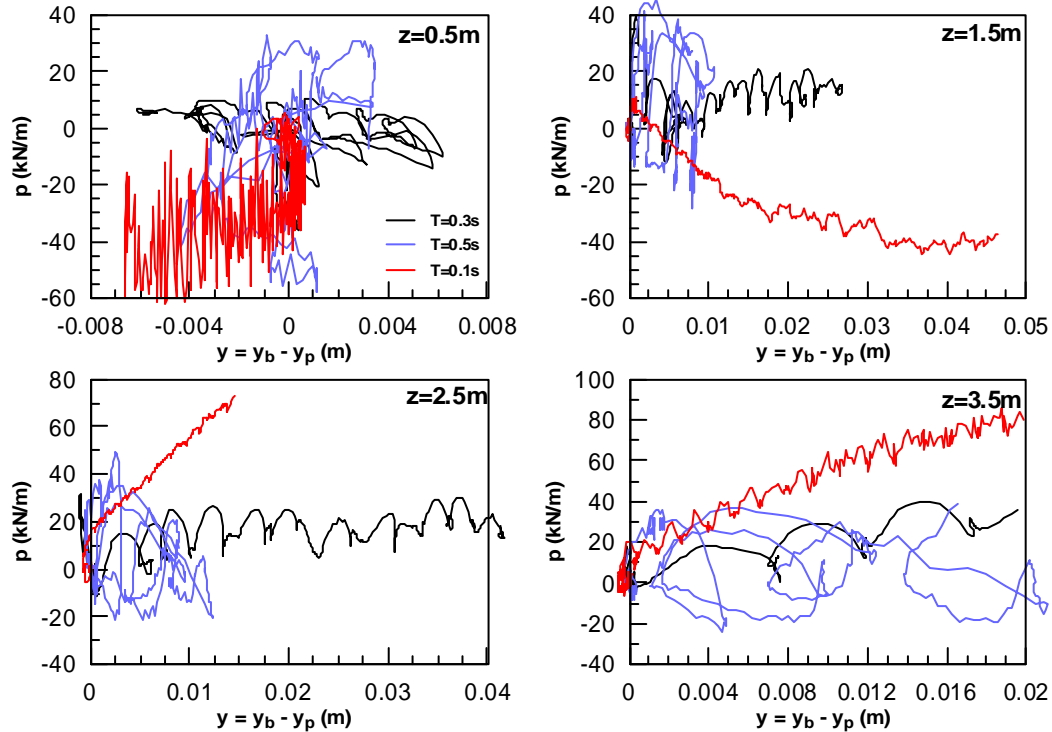 40
20
0
-20
-40
-60
p (kN/m)
z=0.5m
T=0.3s
T=0.5s
T=0.1s
-0.008 -0.004 0 0.004 0.008
y = yb - yp (m)
40
20
0
-20
-40
-60
p (kN/m)
z=1.5m
0 0.01 0.02 0.03 0.04 0.05
y = yb - yp (m)
80
60
40
20
0
-20
-40
p (kN/m)
z=2.5m
0 0.01 0.02 0.03 0.04
y = yb - yp (m)
100
80
60
40
20
0
-20
-40
p (kN/m)
z=3.5m
0 0.004 0.008 0.012 0.016 0.02
y = yb - yp (m)